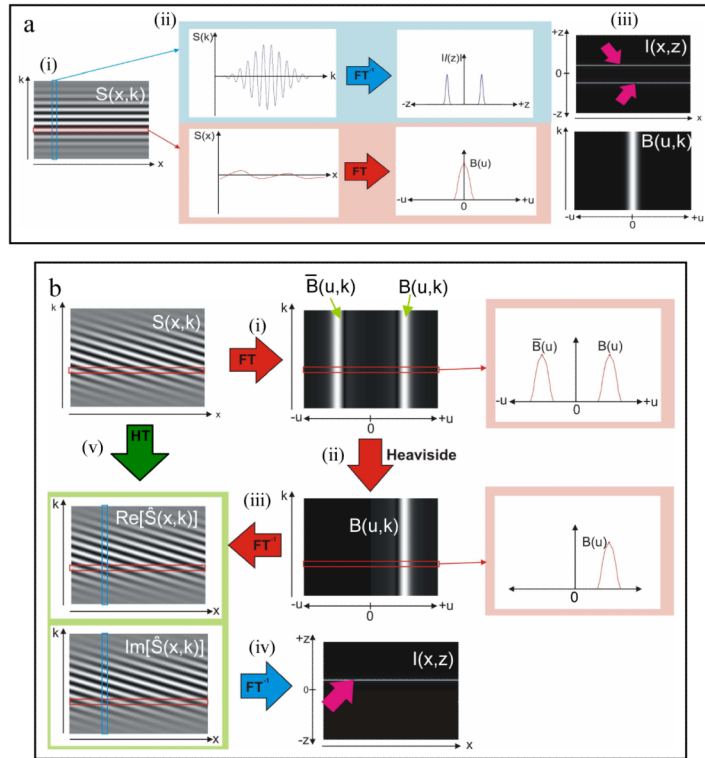 a
(i)
k
S(x,k)
x
(ii)
S(k)
k
FT⁻¹
|I(z)|
-z
+z
S(x)
x
FT
B(u)
-u
0
+u
(iii)
+z
I(x,z)
0
-z
x
k
B(u,k)
-u
0
+u
b
k
S(x,k)
x
(i)
FT
B̅(u,k)
B(u,k)
k
-u
0
+u
B̅(u)
B(u)
-u
0
+u
(v)
HT
(ii)
Heaviside
k
Re[Ŝ(x,k)]
x
(iii)
FT⁻¹
k
B(u,k)
-u
0
+u
B(u)
0
k
Im[Ŝ(x,k)]
x
(iv)
FT⁻¹
+z
I(x,z)
0
-z
x